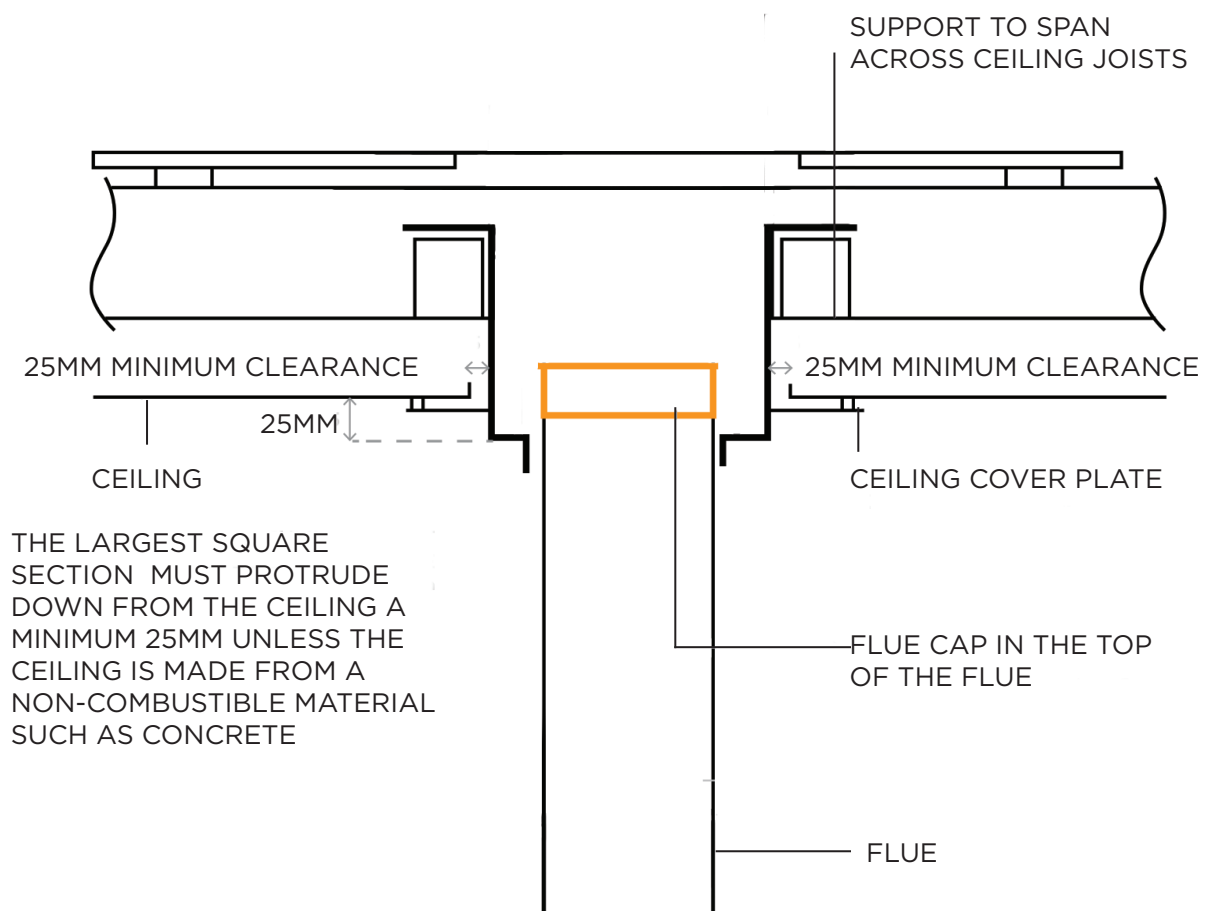 SUPPORT TO SPAN
ACROSS CEILING JOISTS
25MM MINIMUM CLEARANCE
25MM MINIMUM CLEARANCE
25MM
CEILING
CEILING COVER PLATE
THE LARGEST SQUARE
SECTION MUST PROTRUDE
DOWN FROM THE CEILING A
MINIMUM 25MM UNLESS THE
CEILING IS MADE FROM A
NON-COMBUSTIBLE MATERIAL
SUCH AS CONCRETE
FLUE CAP IN THE TOP
OF THE FLUE
FLUE